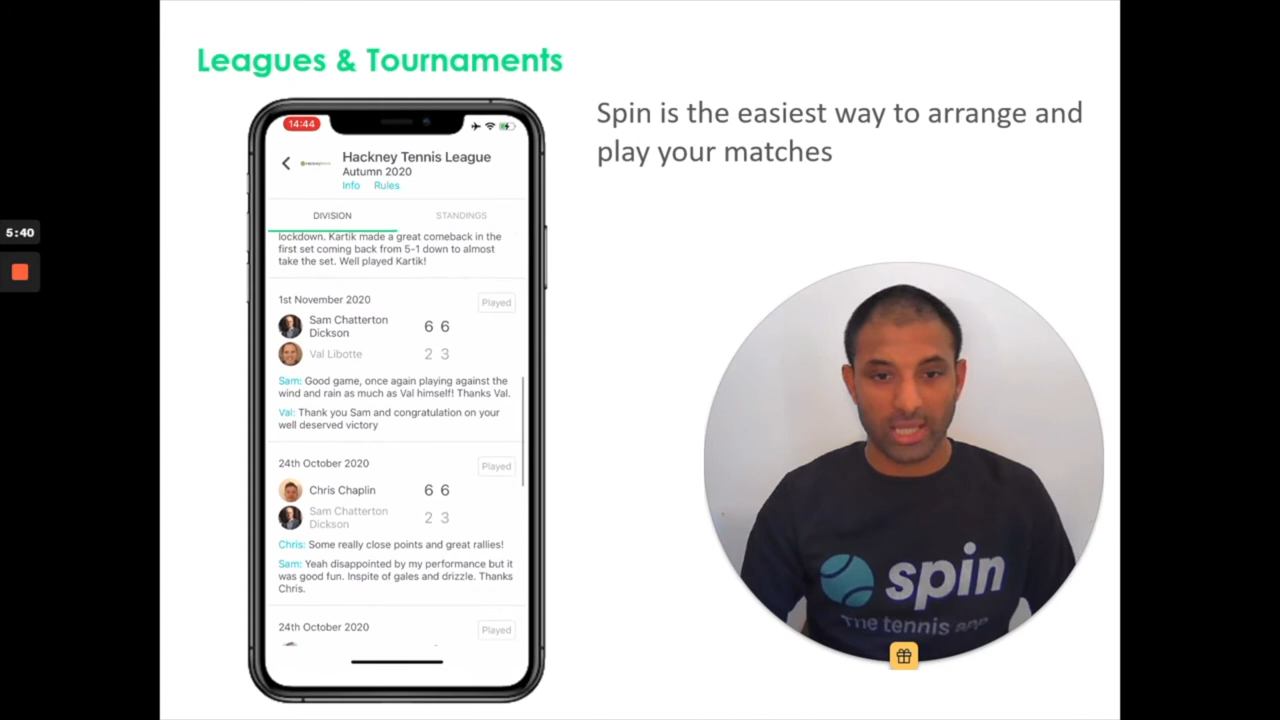 Leagues & Tournaments
Spin is the easiest way to arrange and
play your matches
5:40
14:44
Hackney Tennis League
Autumn 2020
Info Rules
DIVISION STANDINGS
lockdown. Kartik made a great comeback in the
first set coming back from 5-1 down to almost
take the set. Well played Kartik!
1st November 2020 Played
Sam Chatterton
Dickson 6 6
Val Libotte 2 3
Sam: Good game, once again playing against the
wind and rain as much as Val himself! Thanks Val.
Val: Thank you Sam and congratulation on your
well deserved victory
24th October 2020 Played
Chris Chaplin 6 6
Sam Chatterton
Dickson 2 3
Chris: Some really close points and great rallies!
Sam: Yeah disappointed by my performance but it
was good fun. Inspite of gales and drizzle. Thanks
Chris.
24th October 2020 Played
spin
The tennis app